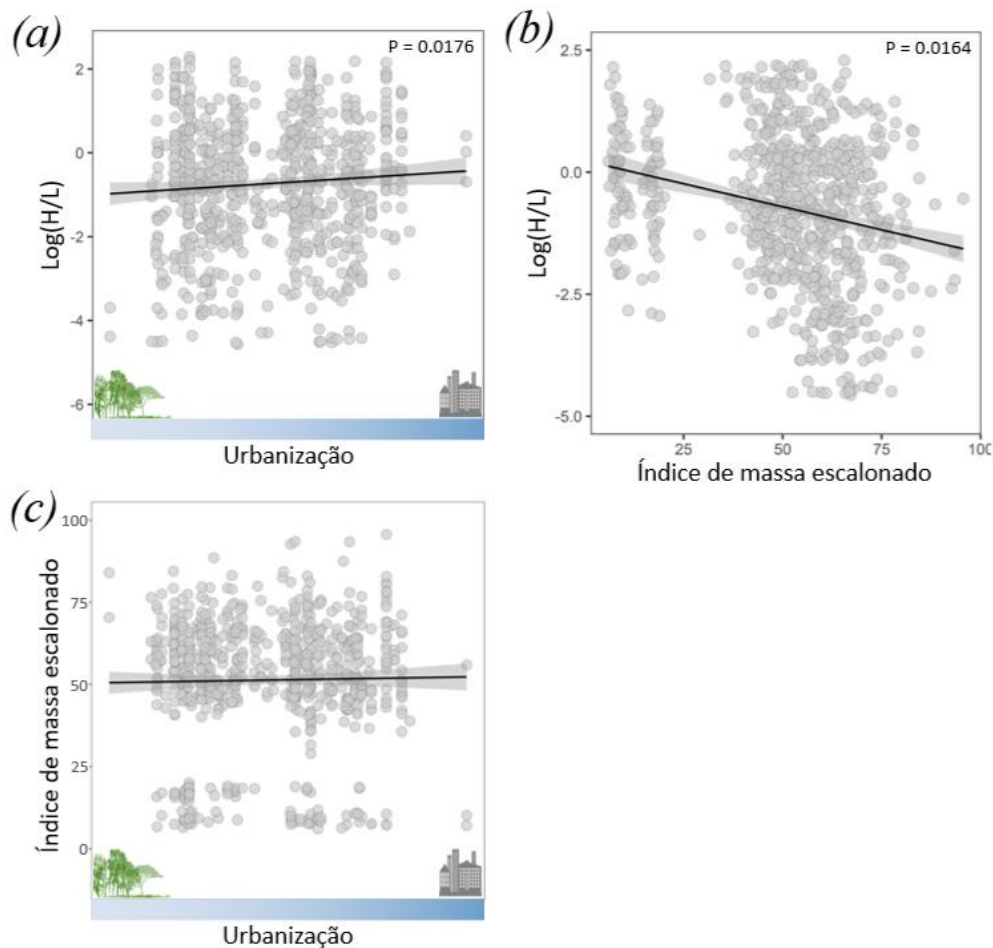 (a)
P = 0.0176
2
0
-2
-4
-6
Log(H/L)
Urbanização
(b)
P = 0.0164
2.5
0.0
-2.5
-5.0
Log(H/L)
25 50 75 100
Índice de massa escalonado
(c)
100
75
50
25
0
Índice de massa escalonado
Urbanização